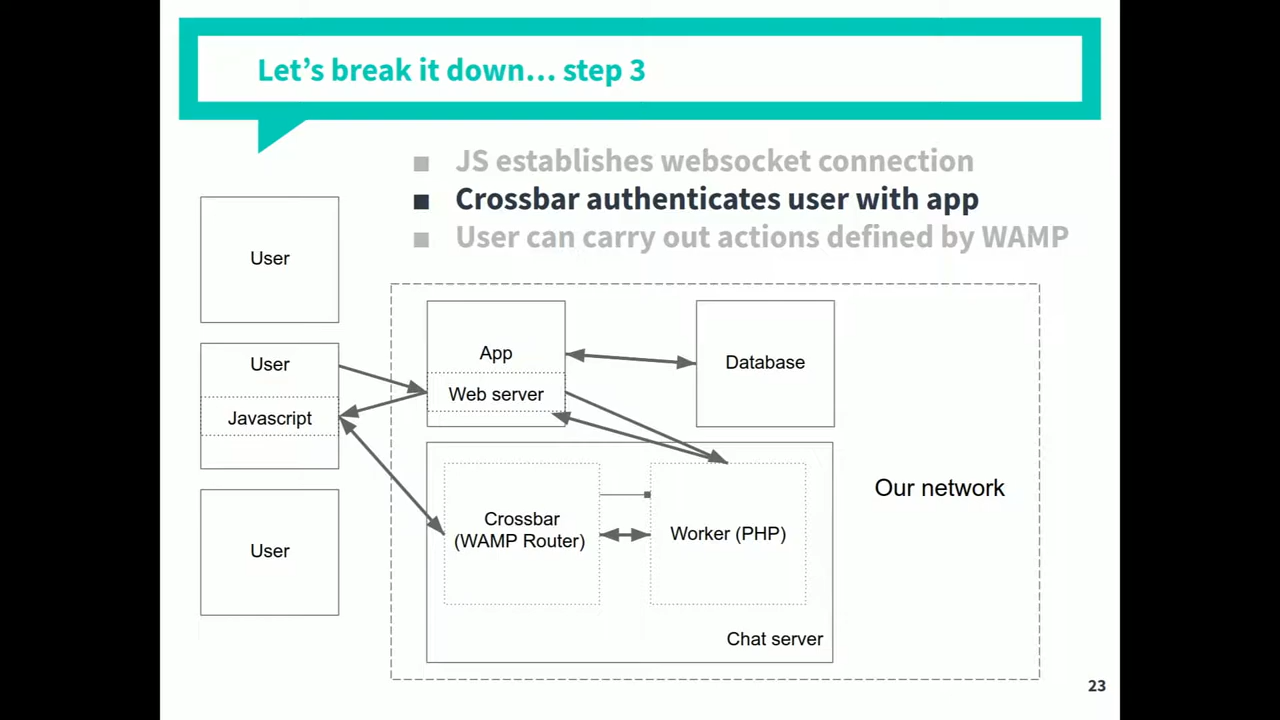 Let’s break it down… step 3
JS establishes websocket connection
Crossbar authenticates user with app
User can carry out actions defined by WAMP
User
User
Javascript
User
App
Web server
Database
Crossbar
(WAMP Router)
Worker (PHP)
Chat server
Our network
23